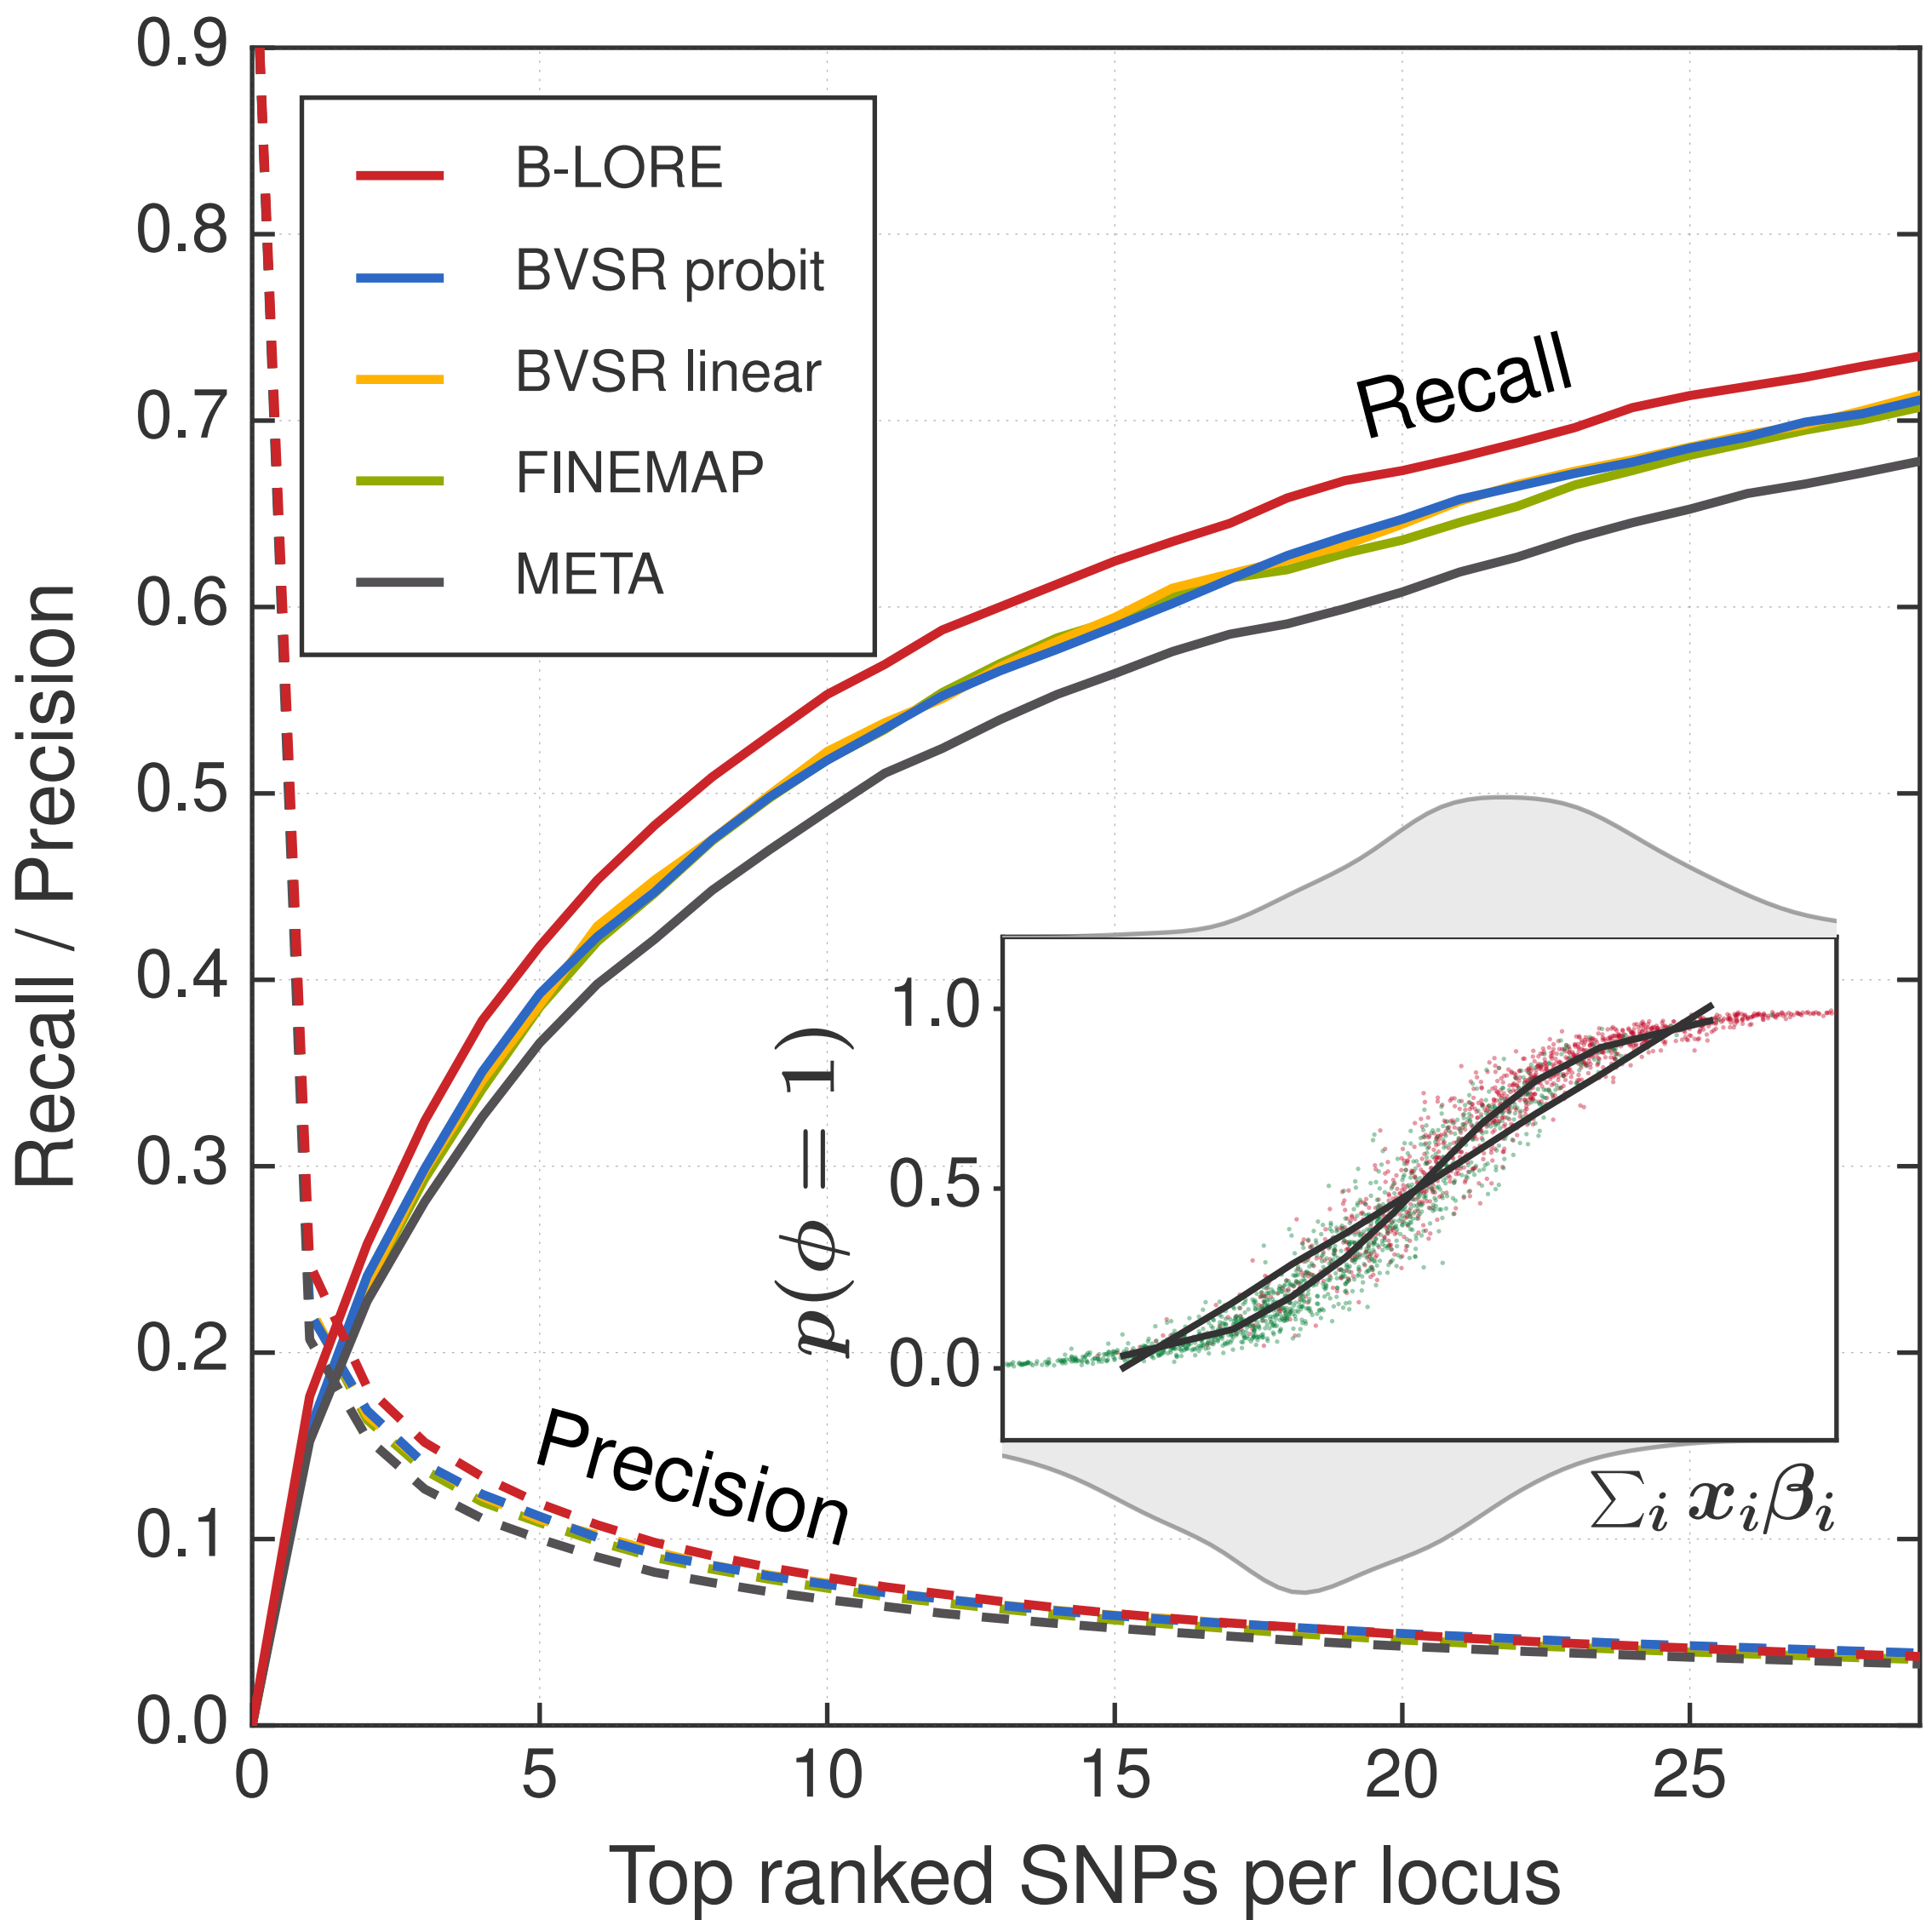 Recall / Precision
0.9
0.8
0.7
0.6
0.5
0.4
0.3
0.2
0.1
0.0
B-LORE
BVSR probit
BVSR linear
FINEMAP
META
Recall
Precision
p(ϕ = 1)
1.0
0.5
0.0
∑ᵢ xᵢβᵢ
0 5 10 15 20 25
Top ranked SNPs per locus